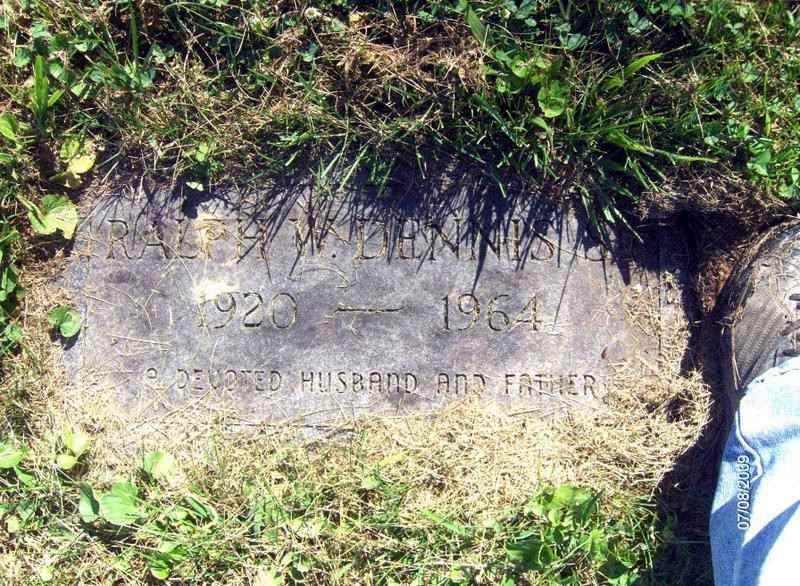 RALPH W. DENNIS
1920 — 1964
A DEVOTED HUSBAND AND FATHER
07/08/2009